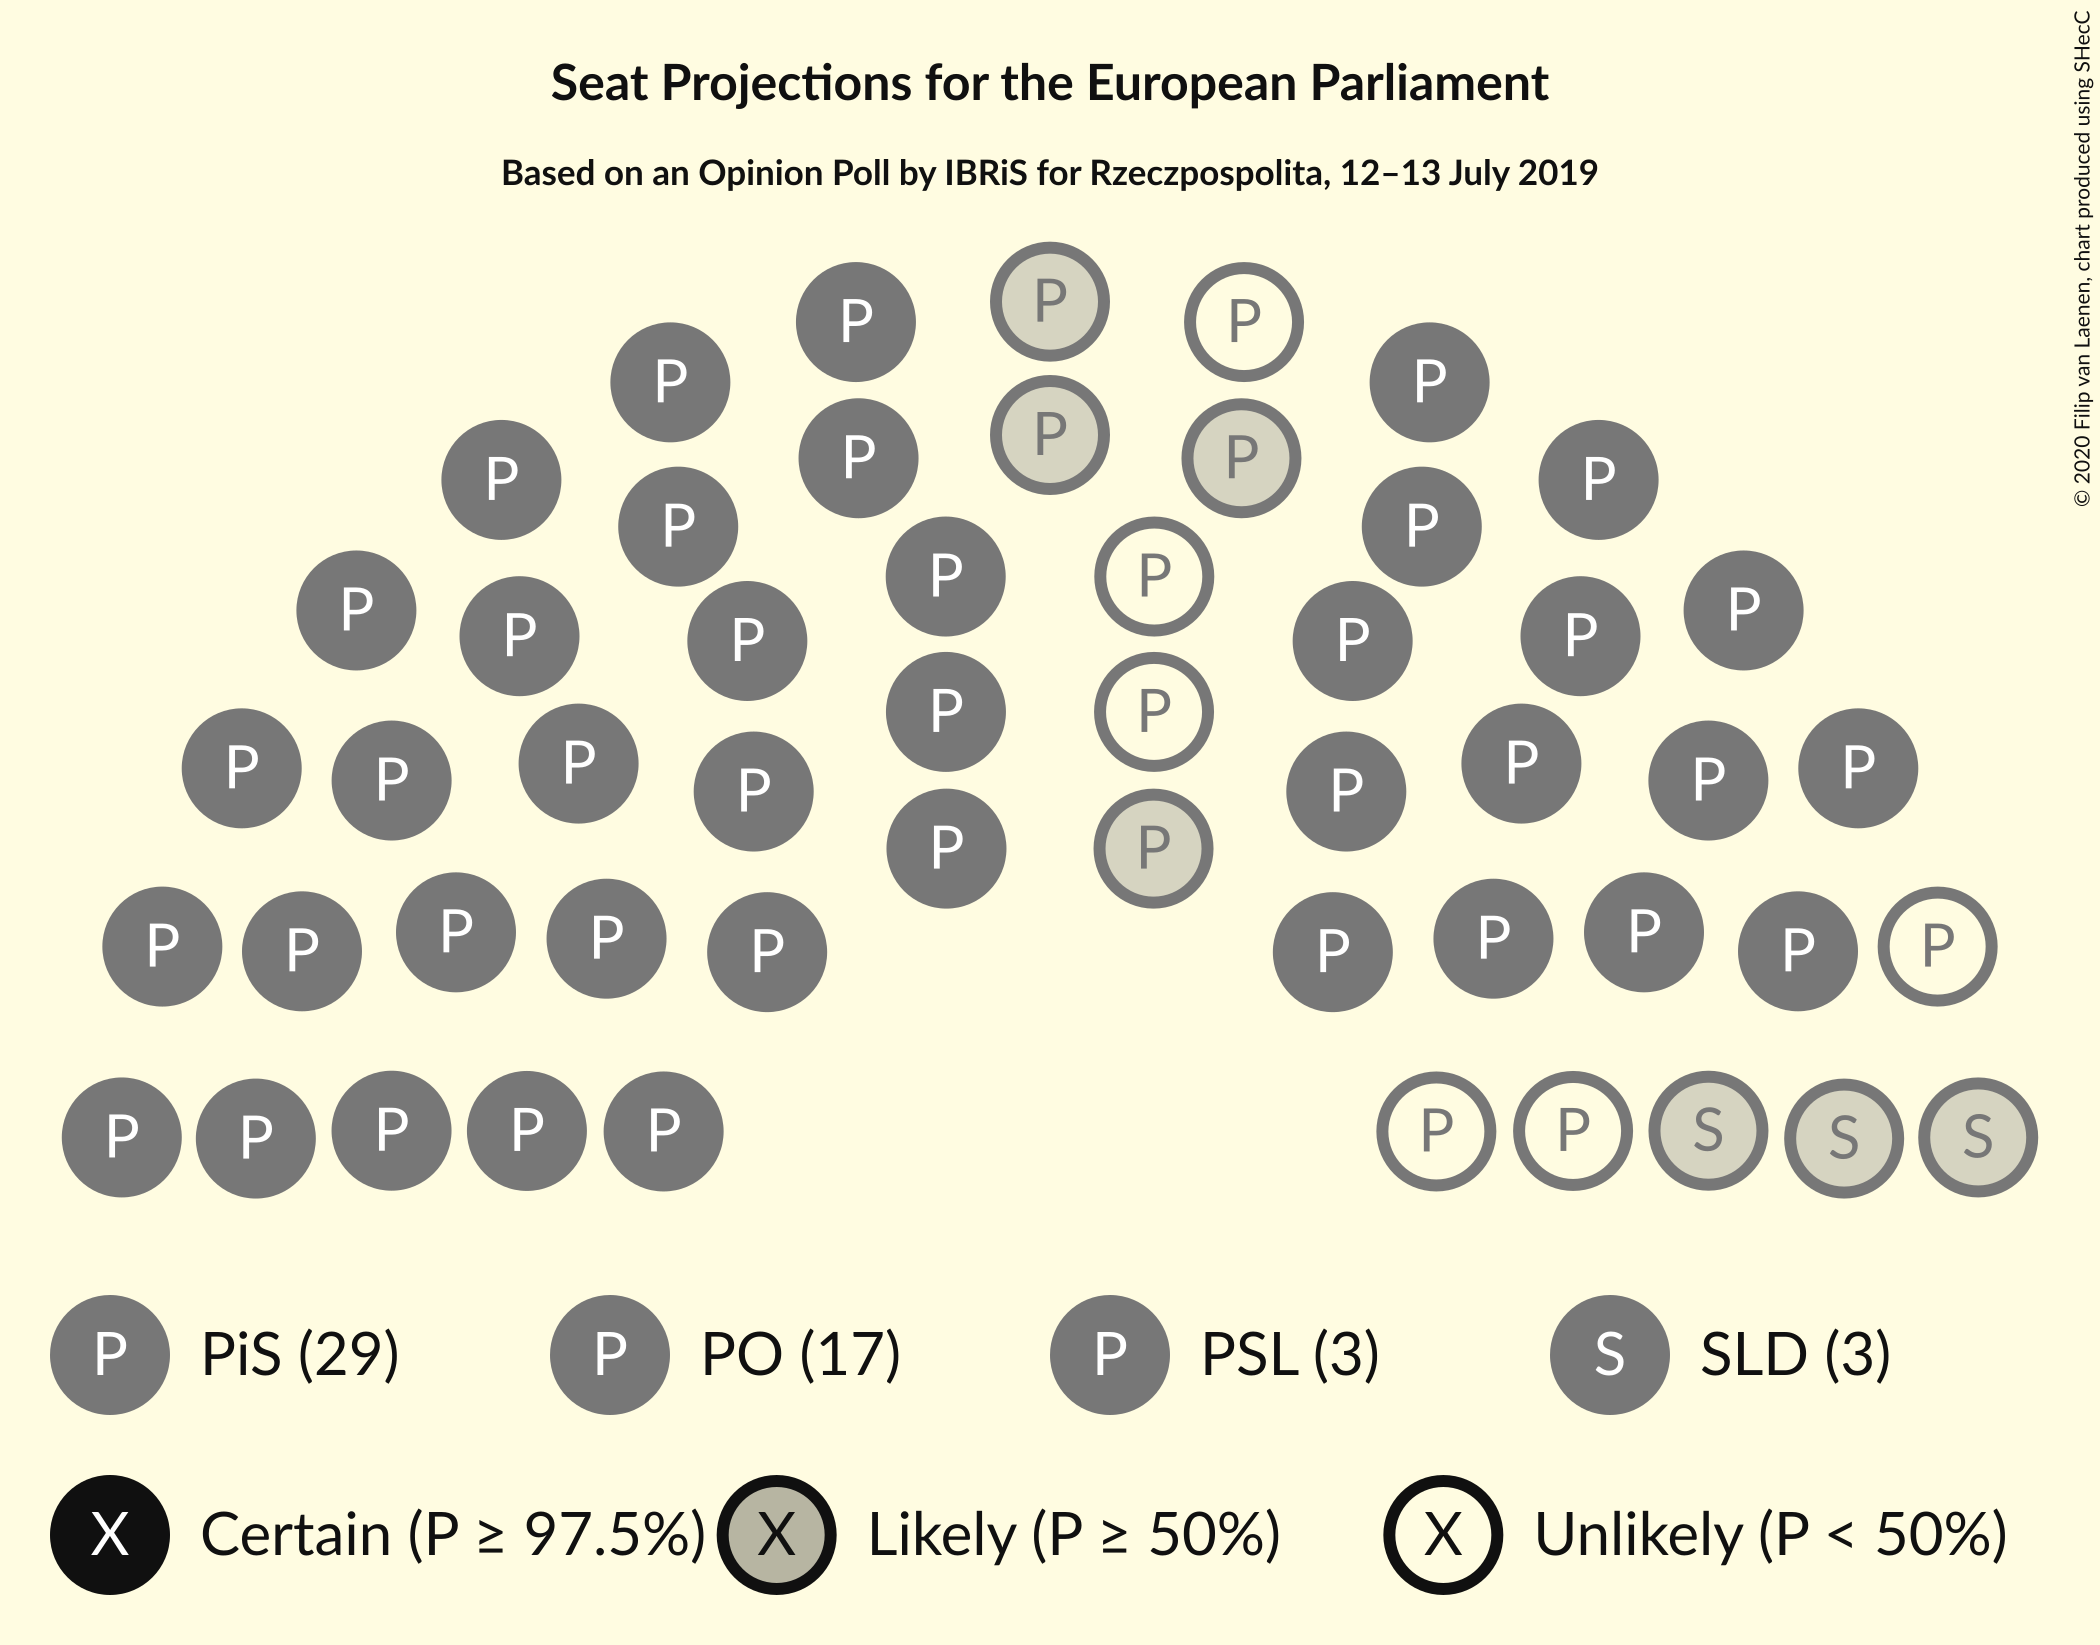 Seat Projections for the European Parliament
Based on an Opinion Poll by IBRiS for Rzeczpospolita, 12–13 July 2019
© 2020 Filip van Laenen, chart produced using SHecC
P
P P
P P
P
P P
P P
P P
P P
P P
P P
P P
P P
P P
P P
P P
P P P P
P P
P P
P P
P P
P P P P
P P
P P P P
P P P P P P
P P P P P P P S S S
P PiS (29) P PO (17) P PSL (3) S SLD (3)
X Certain (P ≥ 97.5%) X Likely (P ≥ 50%) X Unlikely (P < 50%)